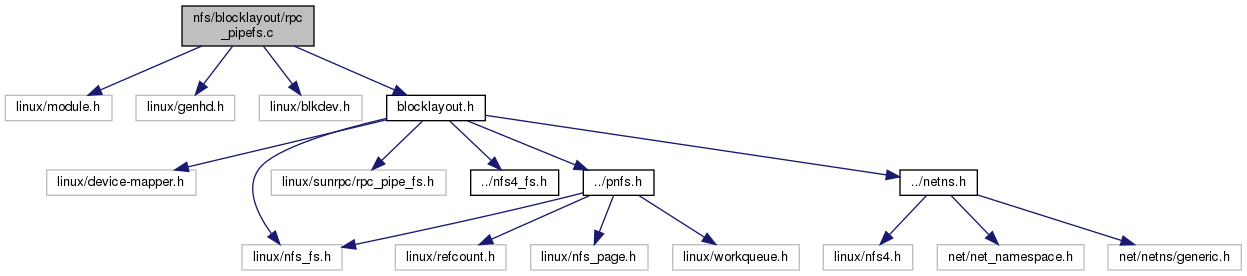 nfs/blocklayout/rpc
_pipefs.c
linux/module.h
linux/genhd.h
linux/blkdev.h
blocklayout.h
linux/device-mapper.h
linux/sunrpc/rpc_pipe_fs.h
../nfs4_fs.h
../pnfs.h
../netns.h
linux/nfs_fs.h
linux/refcount.h
linux/nfs_page.h
linux/workqueue.h
linux/nfs4.h
net/net_namespace.h
net/netns/generic.h